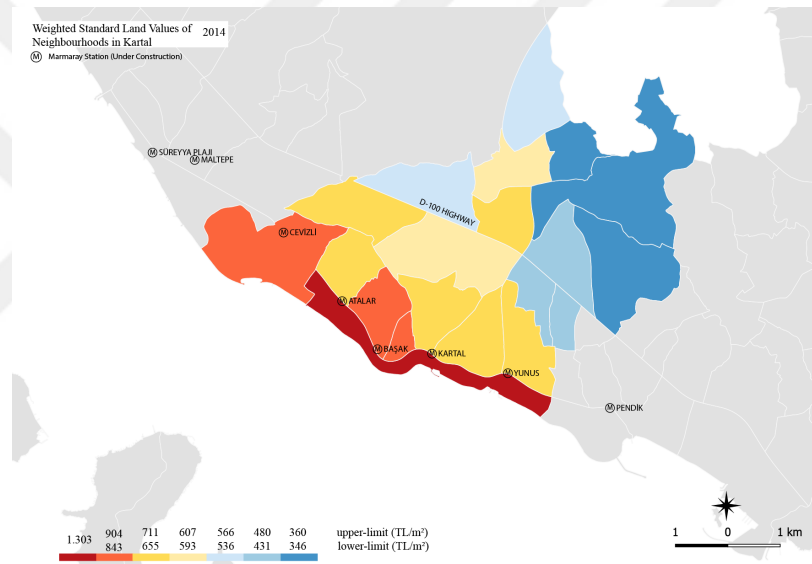 Weighted Standard Land Values of 2014
Neighbourhoods in Kartal
M Marmaray Station (Under Construction)
M SÜREYYA PLAJI
M MALTEPE
D-100 HIGHWAY
M CEVİZLİ
M ATALAR
M BAŞAK
M KARTAL
M YUNUS
M PENDİK
1.303 904 711 607 566 480 360 upper-limit (TL/m²)
843 655 593 536 431 346 lower-limit (TL/m²)
1 0 1 km